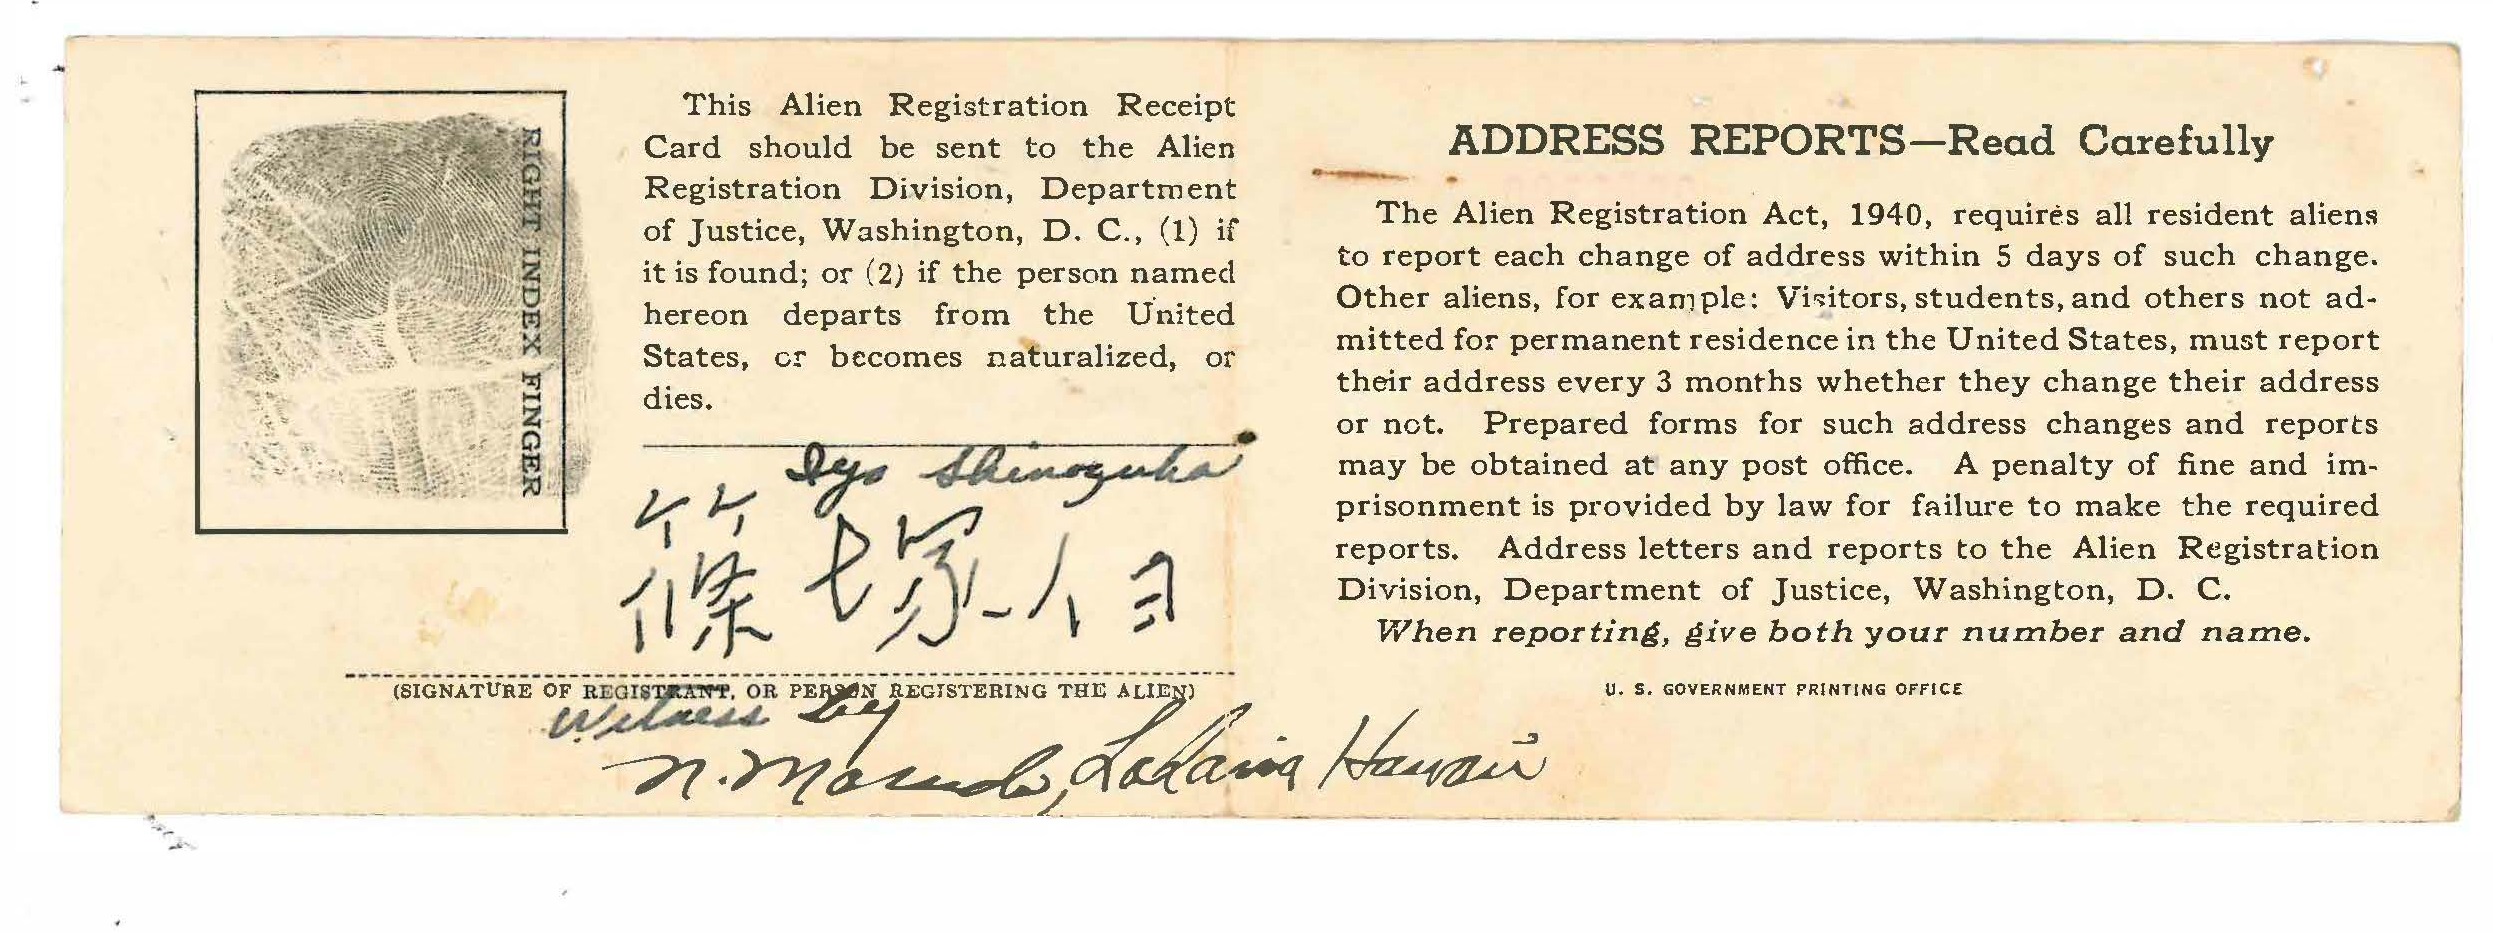 RIGHT INDEX FINGER
This Alien Registration Receipt
Card should be sent to the Alien
Registration Division, Department
of Justice, Washington, D. C., (1) if
it is found; or (2) if the person named
hereon departs from the United
States, or becomes naturalized, or
dies.
Iyo Shinozuka
篠塚
(SIGNATURE OF REGISTRANT, OR PERSON REGISTERING THE ALIEN)
Witness by
N. Masuda, Lahaina Hawaii
ADDRESS REPORTS—Read Carefully
The Alien Registration Act, 1940, requires all resident aliens
to report each change of address within 5 days of such change.
Other aliens, for example: Visitors, students, and others not ad-
mitted for permanent residence in the United States, must report
their address every 3 months whether they change their address
or not. Prepared forms for such address changes and reports
may be obtained at any post office. A penalty of fine and im-
prisonment is provided by law for failure to make the required
reports. Address letters and reports to the Alien Registration
Division, Department of Justice, Washington, D. C.
When reporting, give both your number and name.
U. S. GOVERNMENT PRINTING OFFICE